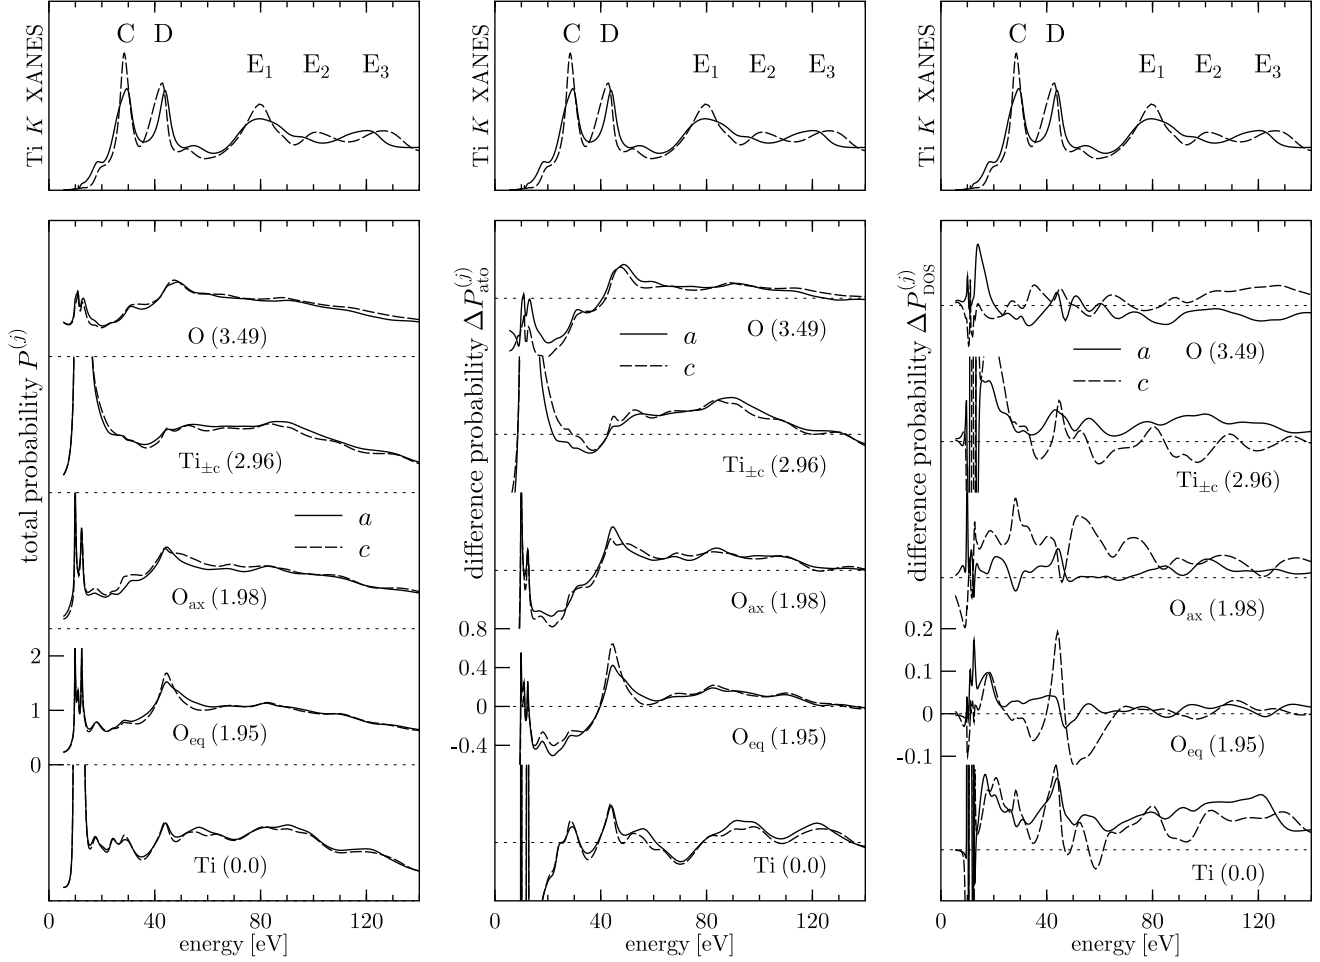 Ti K XANES
C D
E1 E2 E3
Ti K XANES
C D
E1 E2 E3
Ti K XANES
C D
E1 E2 E3
total probability P(j)
O (3.49)
Ti±c (2.96)
a
c
Oax (1.98)
2
1
Oeq (1.95)
0
Ti (0.0)
0 40 80 120
energy [eV]
difference probability ΔP(j)ato
a
O (3.49)
c
Ti±c (2.96)
Oax (1.98)
0.8
0.4
0
-0.4
Oeq (1.95)
Ti (0.0)
0 40 80 120
energy [eV]
difference probability ΔP(j)DOS
a
O (3.49)
c
Ti±c (2.96)
Oax (1.98)
0.2
0.1
0
-0.1
Oeq (1.95)
Ti (0.0)
0 40 80 120
energy [eV]